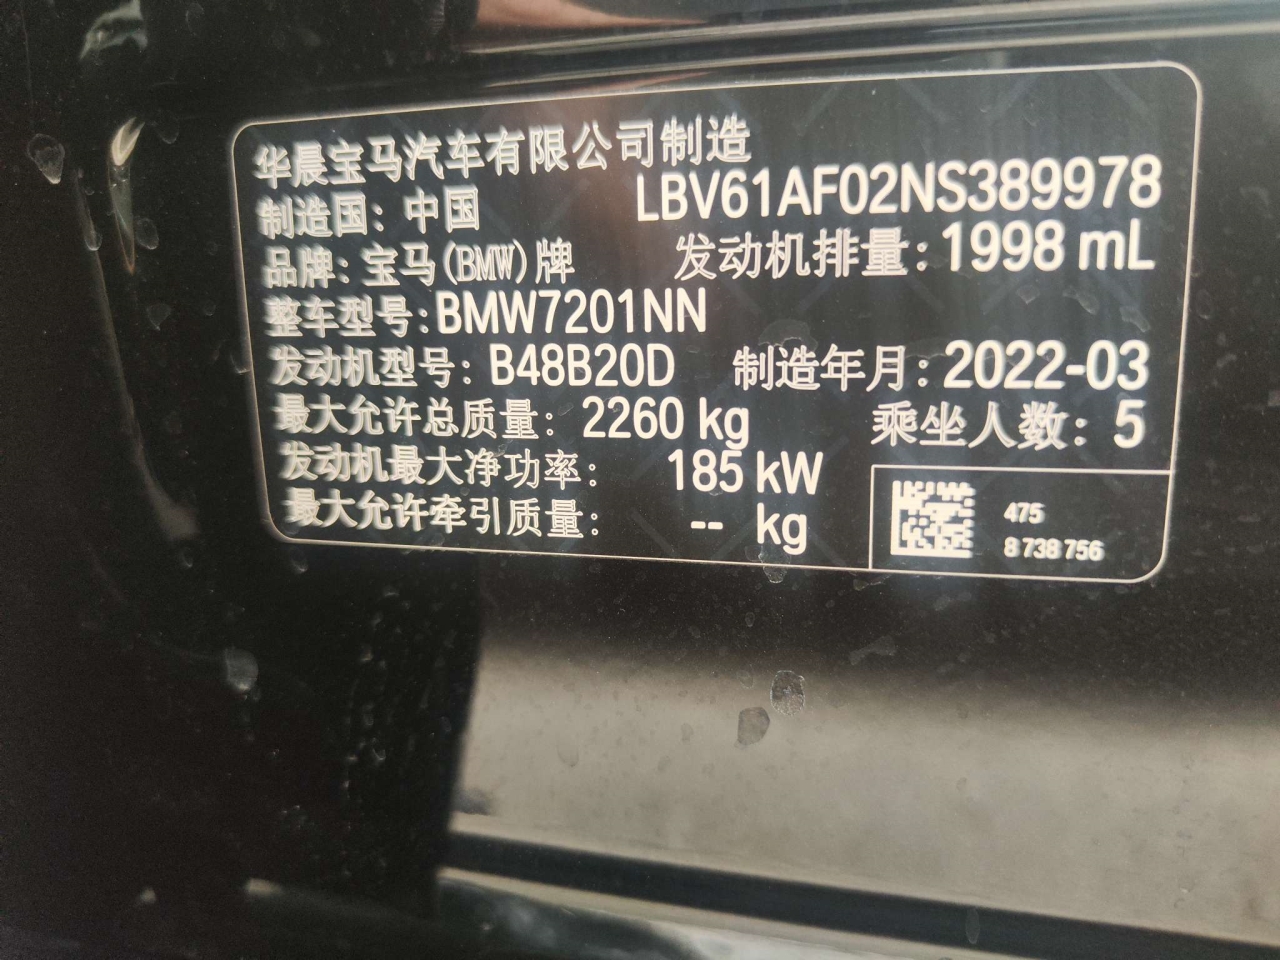 华晨宝马汽车有限公司制造
制造国: 中国 LBV61AF02NS389978
品牌: 宝马(BMW)牌 发动机排量: 1998 mL
整车型号: BMW7201NN
发动机型号: B48B20D 制造年月: 2022-03
最大允许总质量: 2260 kg 乘坐人数: 5
发动机最大净功率: 185 kW
最大允许牵引质量: -- kg
475
8 738 756